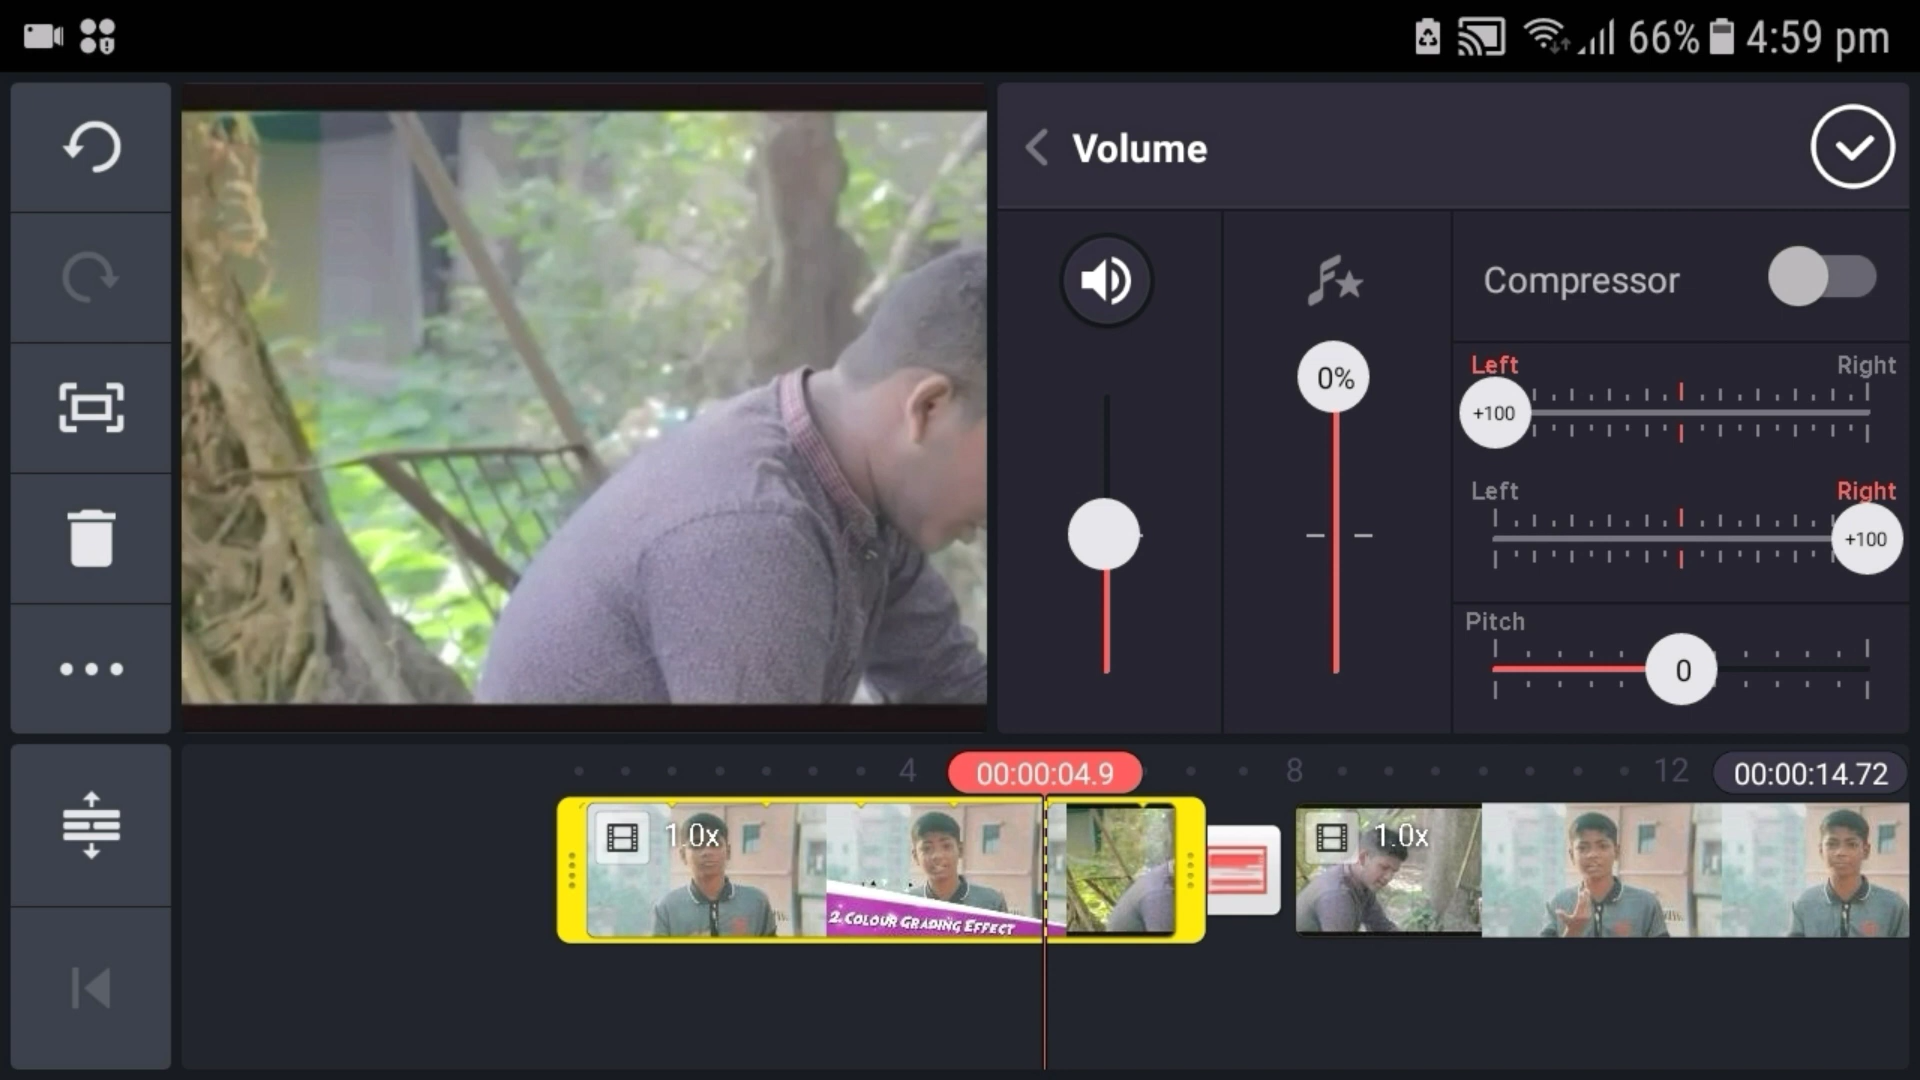 66% 4:59 pm
Volume
Compressor
0%
Left Right
+100
Left Right
+100
Pitch
0
4 00:00:04.9 8 12 00:00:14.72
1.0x 1.0x
2. COLOUR GRADING EFFECT